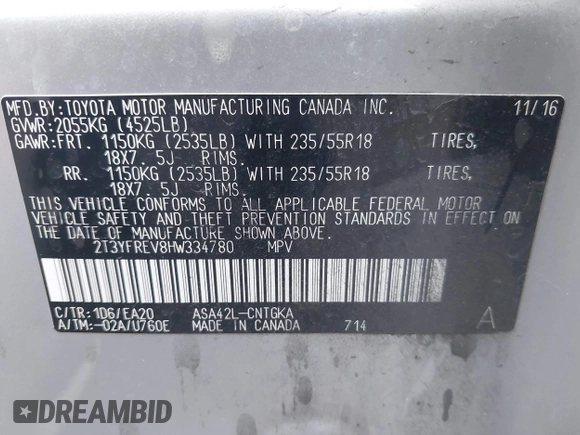 MFD.BY:TOYOTA MOTOR MANUFACTURING CANADA INC. 11/16
GVWR:2055KG (4525LB)
GAWR:FRT. 1150KG (2535LB) WITH 235/55R18 TIRES,
18X7.5J RIMS.
RR. 1150KG (2535LB) WITH 235/55R18 TIRES,
18X7.5J RIMS.
THIS VEHICLE CONFORMS TO ALL APPLICABLE FEDERAL MOTOR
VEHICLE SAFETY AND THEFT PREVENTION STANDARDS IN EFFECT ON
THE DATE OF MANUFACTURE SHOWN ABOVE.
2T3YFREV8HW334780 MPV
C/TR:1D6/EA20 ASA42L-CNTGKA
A/TM:-02A/U760E MADE IN CANADA 714 A
DREAMBID